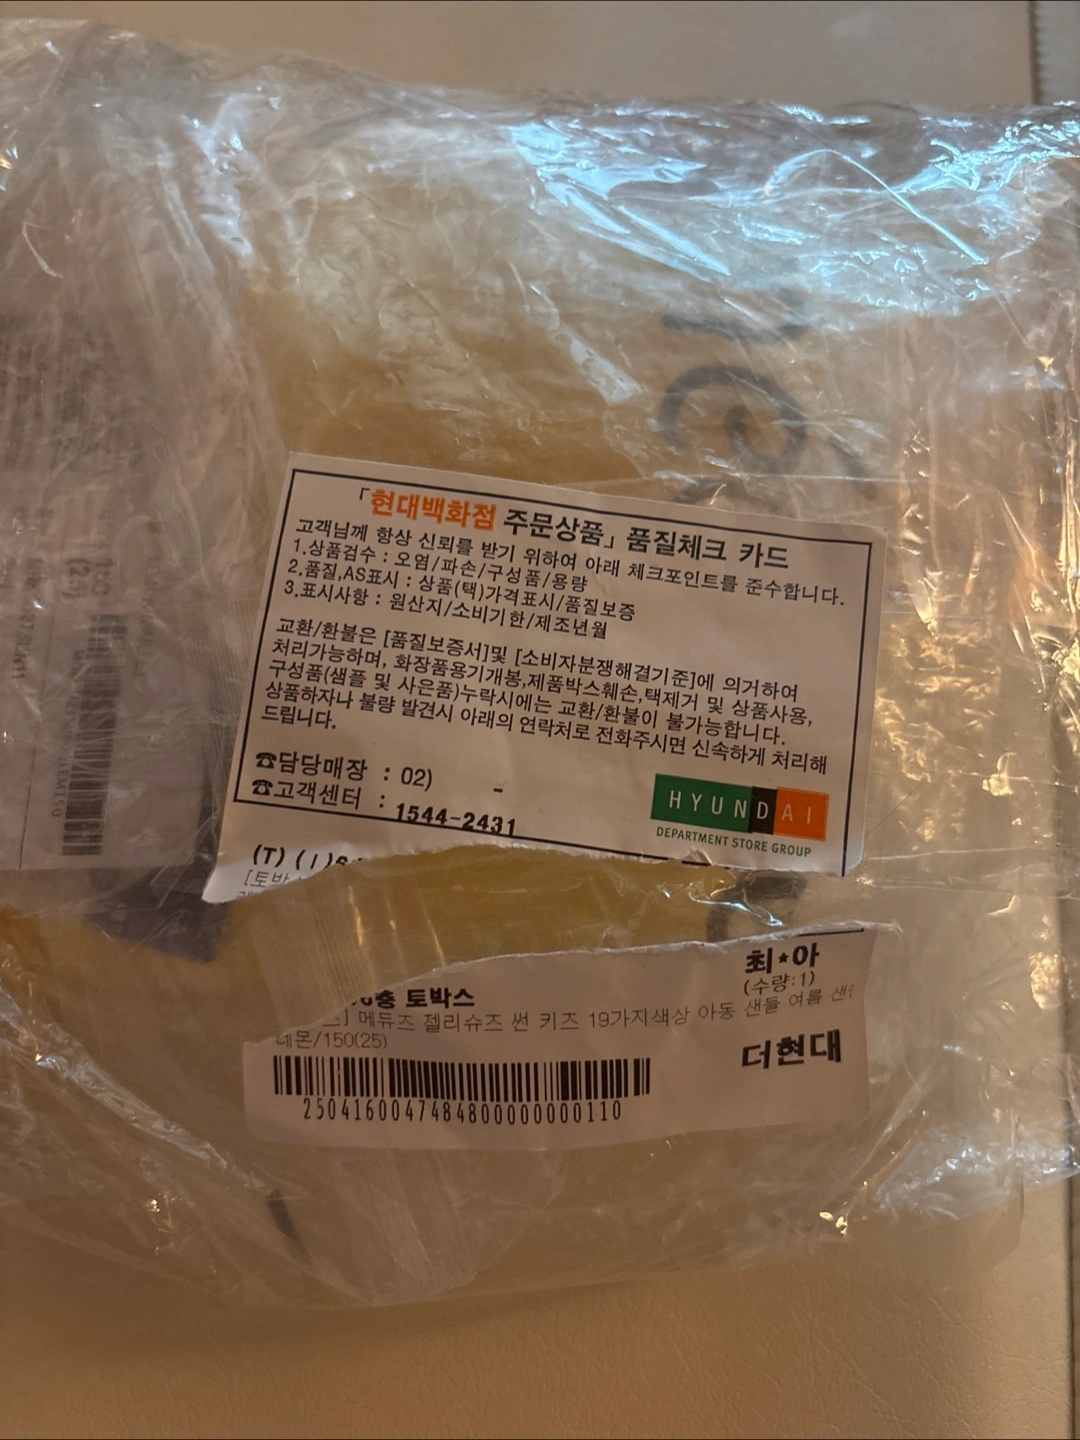 「현대백화점 주문상품」 품질체크 카드
고객님께 항상 신뢰를 받기 위하여 아래 체크포인트를 준수합니다.
1.상품검수 : 오염/파손/구성품/용량
2.품질,AS표시 : 상품(택)가격표시/품질보증
3.표시사항 : 원산지/소비기한/제조년월
교환/환불은 [품질보증서]및 [소비자분쟁해결기준]에 의거하여
처리가능하며, 화장품용기개봉,제품박스훼손,택제거 및 상품사용,
구성품(샘플 및 사은품)누락시에는 교환/환불이 불가능합니다.
상품하자나 불량 발견시 아래의 연락처로 전화주시면 신속하게 처리해
드립니다.
☎담당매장 : 02) -
☎고객센터 : 1544-2431
HYUNDAI
DEPARTMENT STORE GROUP
(T)
최*아
(수량:1)
토박스
메듀즈 젤리슈즈 썬 키즈 19가지색상 아동 샌들 여름
레몬/150(25)
더현대
250416004748480000000000110